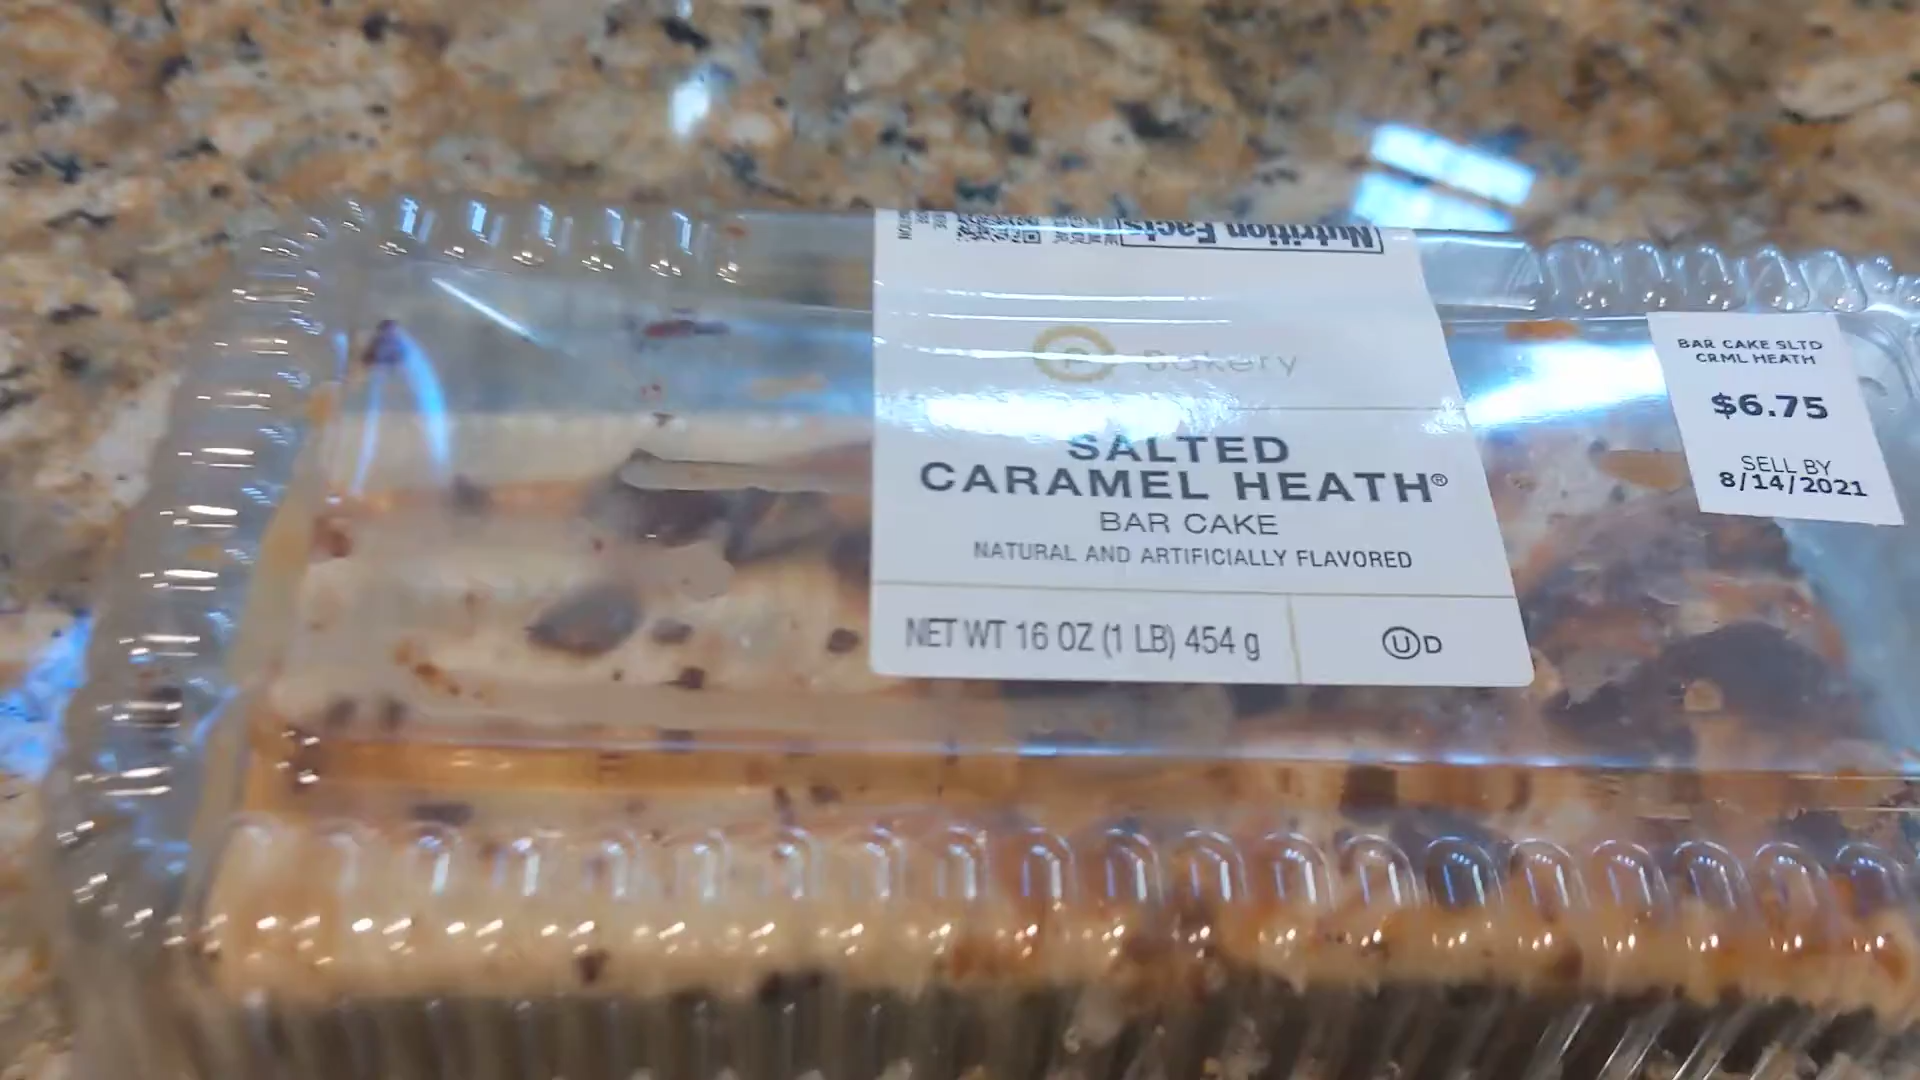 Nutrition Facts
P Bakery
SALTED
CARAMEL HEATH®
BAR CAKE
NATURAL AND ARTIFICIALLY FLAVORED
NET WT 16 OZ (1 LB) 454 g
Ⓤ D
BAR CAKE SLTD
CRML HEATH
$6.75
SELL BY
8/14/2021